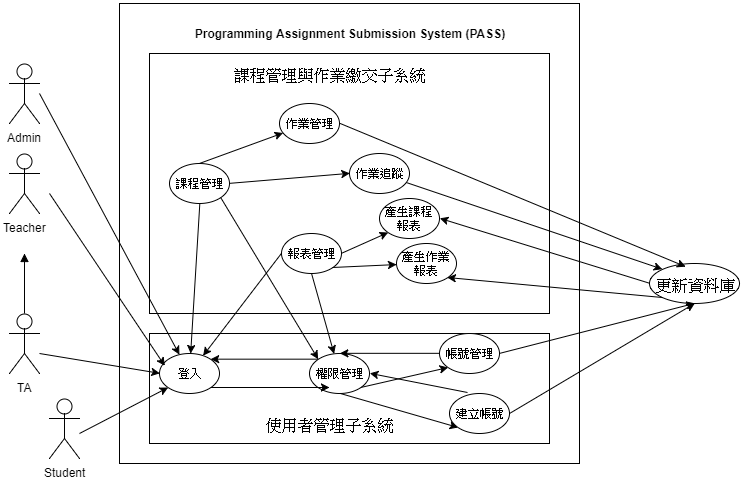 Programming Assignment Submission System (PASS)
課程管理與作業繳交子系統
Admin
作業管理
作業追蹤
課程管理
Teacher
產生課程
報表
報表管理
產生作業
報表
更新資料庫
TA
登入
權限管理
帳號管理
建立帳號
使用者管理子系統
Student